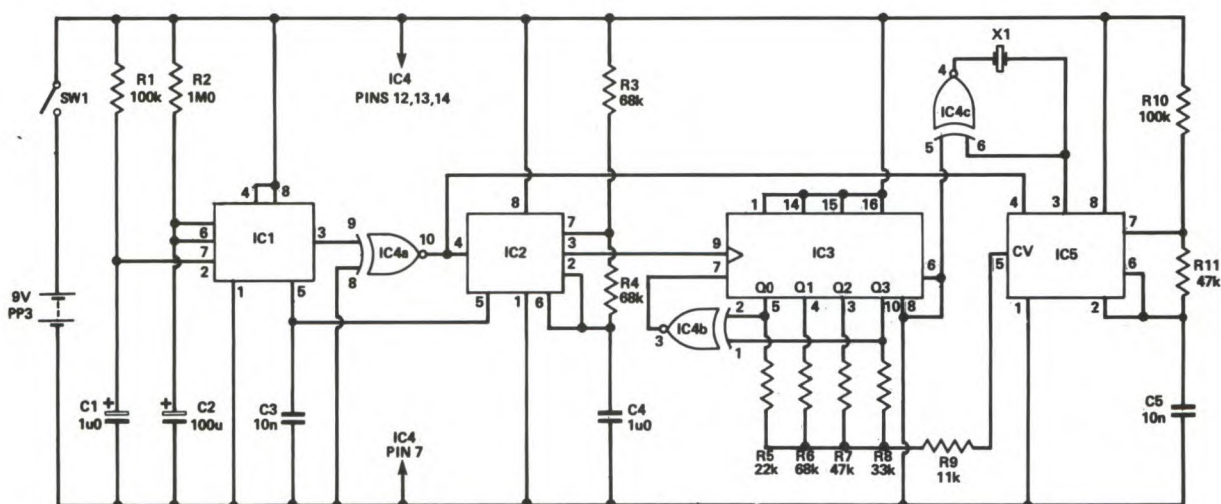 SW1
9V
PP3
R1
100k
R2
1M0
C1
1u0
C2
100u
+
+
IC1
4
8
6
7
2
3
1
5
C3
10n
IC4
PINS 12,13,14
IC4
PIN 7
9
8
10
IC4a
IC2
4
8
7
3
2
5
1
6
R3
68k
R4
68k
C4
1u0
IC3
1
14
15
16
9
7
6
Q0
Q1
Q2
Q3
5
4
3
10
8
IC4b
2
1
3
R5
22k
R6
68k
R7
47k
R8
33k
R9
11k
IC4c
4
5
6
X1
CV
IC5
4
3
8
7
6
5
1
2
R10
100k
R11
47k
C5
10n